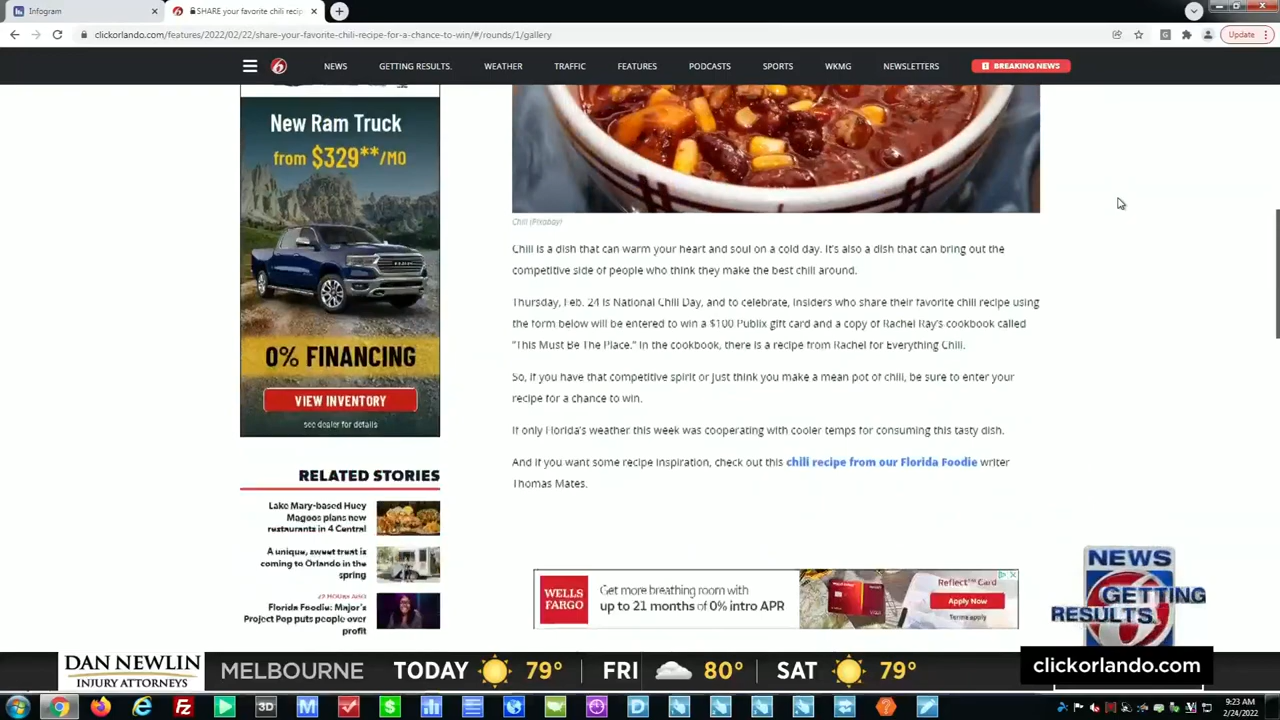 Infogram
SHARE your favorite chili recip
clickorlando.com/features/2022/02/22/share-your-favorite-chili-recipe-for-a-chance-to-win/#/rounds/1/gallery
Update
NEWS GETTING RESULTS. WEATHER TRAFFIC FEATURES PODCASTS SPORTS WKMG NEWSLETTERS BREAKING NEWS
New Ram Truck
from $329**/MO
0% FINANCING
VIEW INVENTORY
see dealer for details
Chili (Pixabay)
Chili is a dish that can warm your heart and soul on a cold day. It's also a dish that can bring out the
competitive side of people who think they make the best chili around.
Thursday, Feb. 24 is National Chili Day, and to celebrate, insiders who share their favorite chili recipe using
the form below will be entered to win a $100 Publix gift card and a copy of Rachel Ray's cookbook called
"This Must Be The Place." In the cookbook, there is a recipe from Rachel for Everything Chili.
So, if you have that competitive spirit or just think you make a mean pot of chili, be sure to enter your
recipe for a chance to win.
If only Florida's weather this week was cooperating with cooler temps for consuming this tasty dish.
And if you want some recipe inspiration, check out this chili recipe from our Florida Foodie writer
Thomas Mates.
RELATED STORIES
Lake Mary-based Huey
Magoos plans new
restaurants in 4 Central
A unique, sweet treat is
coming to Orlando in the
spring
Florida Foodie: Major's
Project Pop puts people over
profit
WELLS
FARGO
Get more breathing room with
up to 21 months of 0% intro APR
Reflect℠ Card
Apply Now
Terms apply
NEWS
6
GETTING
RESULTS
clickorlando.com
DAN NEWLIN
INJURY ATTORNEYS
MELBOURNE TODAY 79° FRI 80° SAT 79°
9:23 AM
2/24/2022